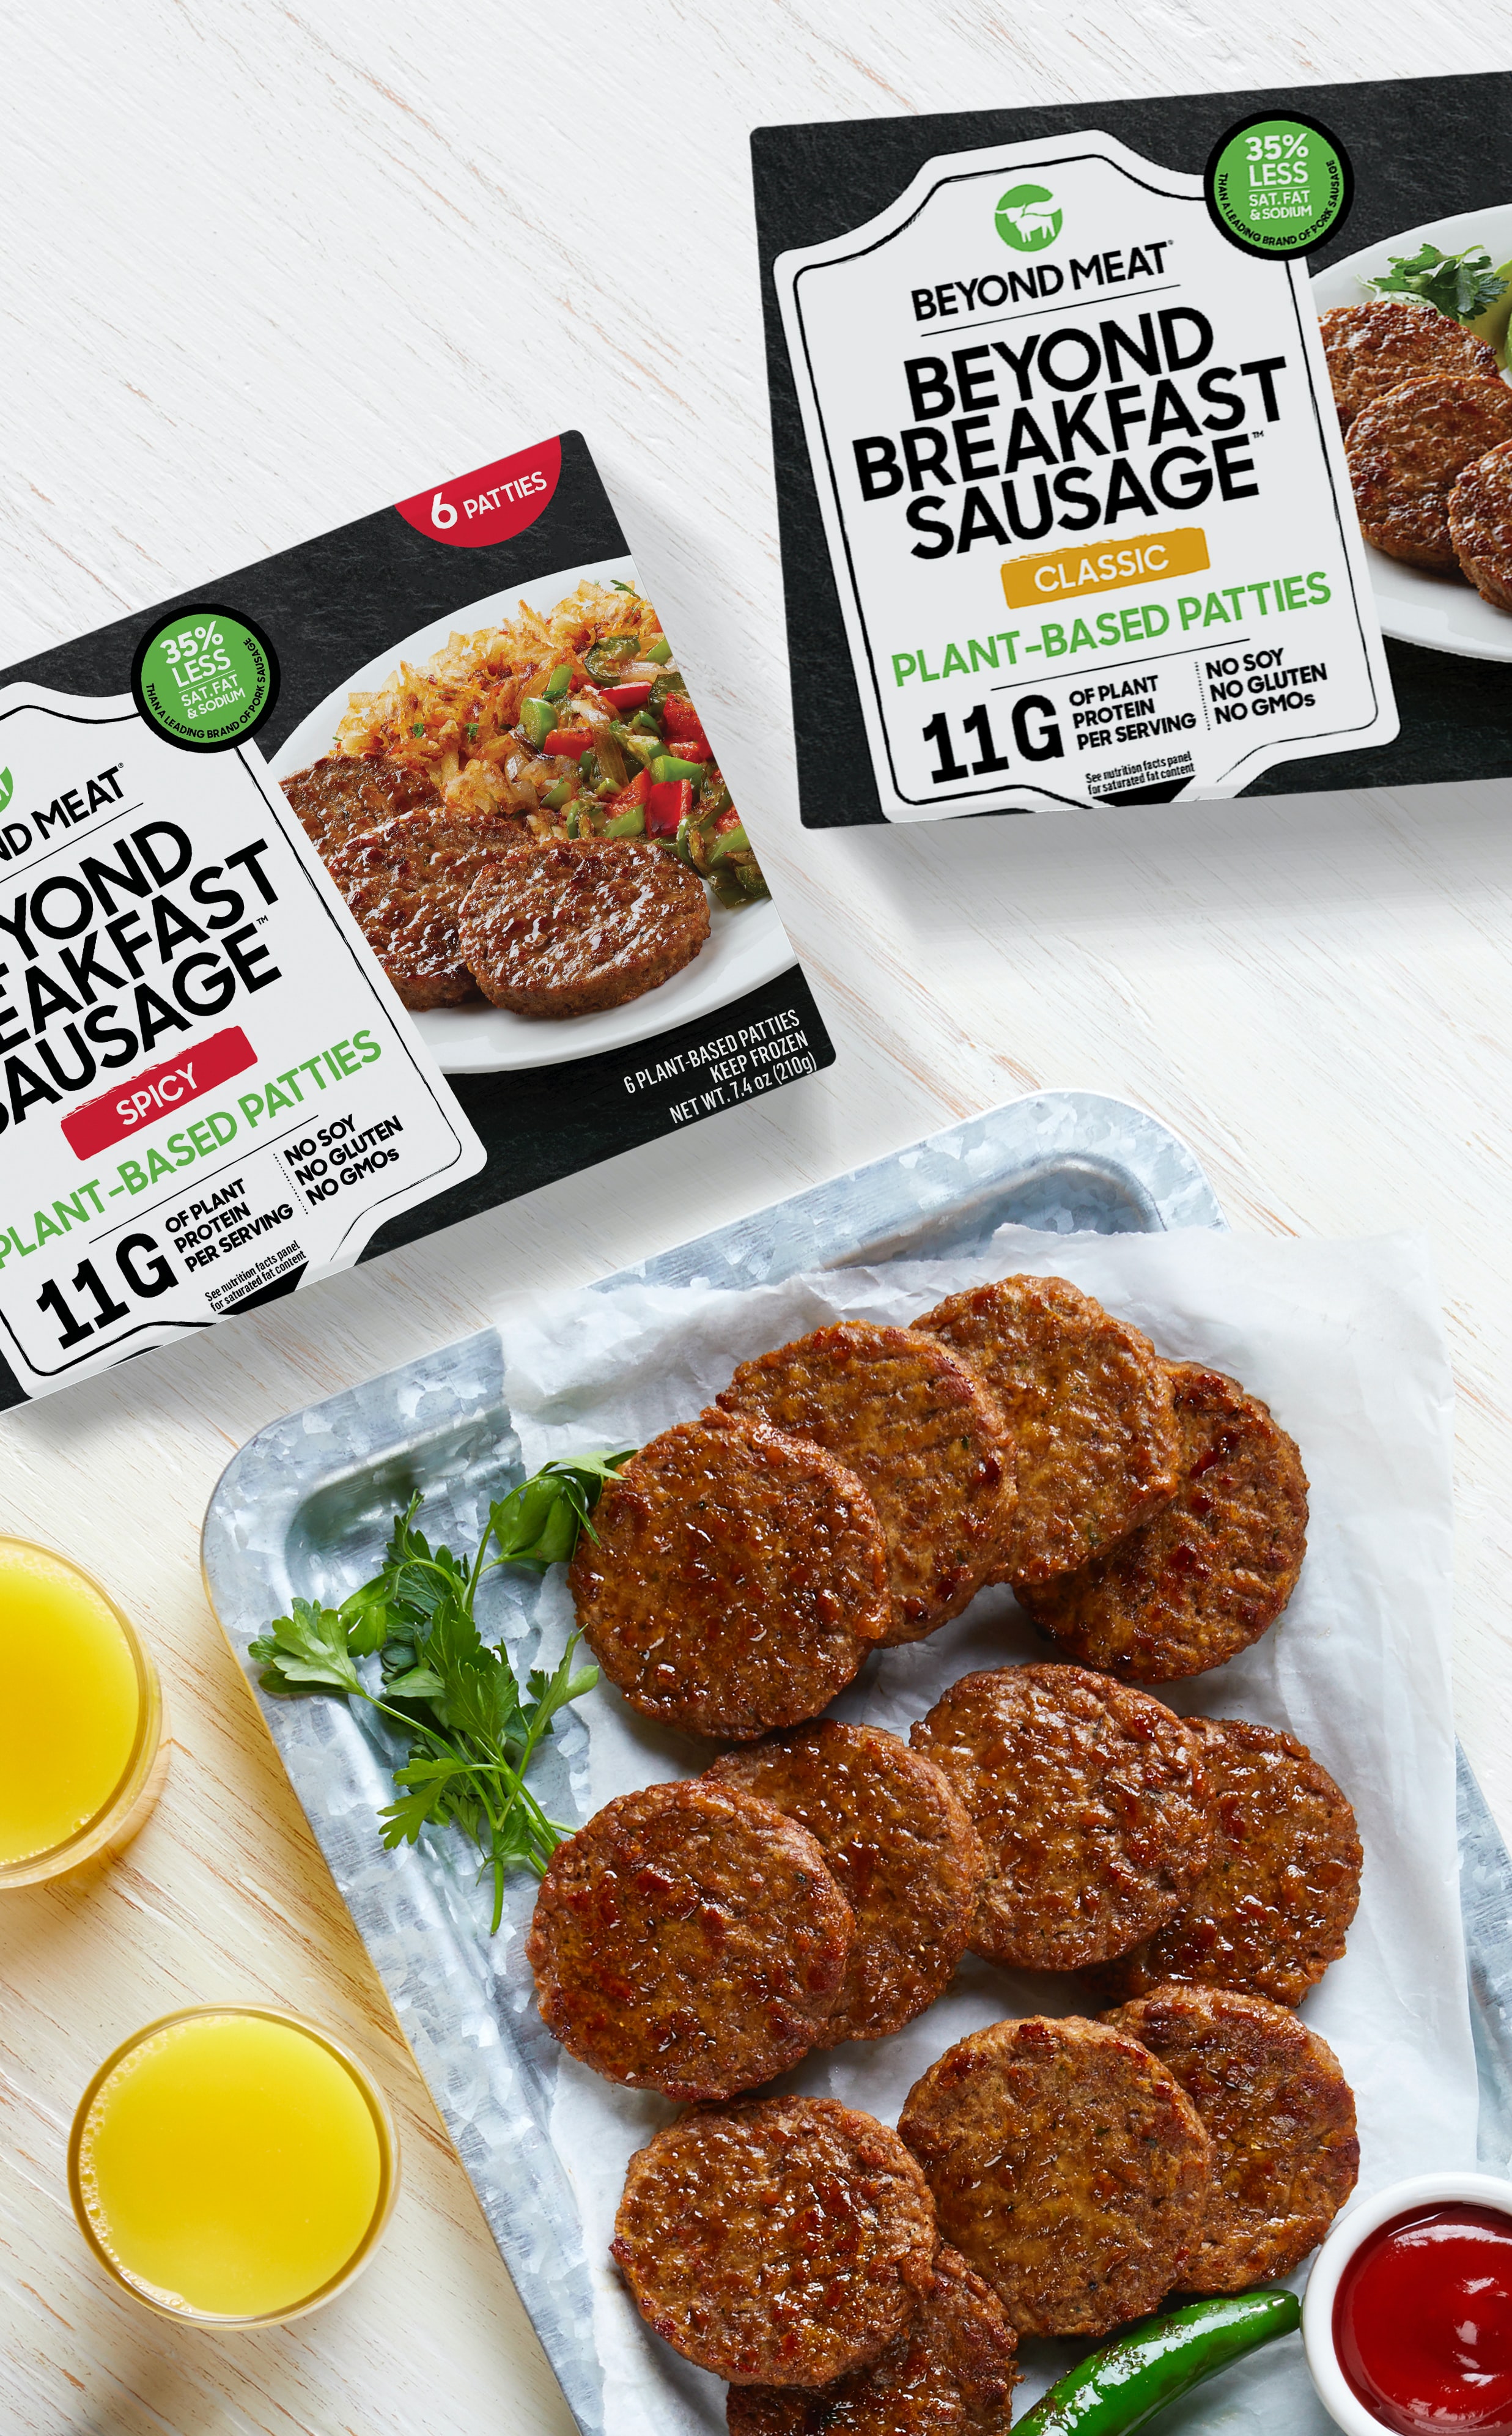 35%
LESS
SAT. FAT
& SODIUM
THAN A LEADING BRAND OF PORK SAUSAGE
BEYOND MEAT®
BEYOND
BREAKFAST
SAUSAGE™
CLASSIC
PLANT-BASED PATTIES
11G
OF PLANT
PROTEIN
PER SERVING
NO SOY
NO GLUTEN
NO GMOs
See nutrition facts panel
for saturated fat content
6 PATTIES
35%
LESS
SAT. FAT
& SODIUM
THAN A LEADING BRAND OF PORK SAUSAGE
ND MEAT®
YOND
EAKFAST
AUSAGE™
SPICY
PLANT-BASED PATTIES
11G
OF PLANT
PROTEIN
PER SERVING
NO SOY
NO GLUTEN
NO GMOs
See nutrition facts panel
for saturated fat content
6 PLANT-BASED PATTIES
KEEP FROZEN
NET WT. 7.4 oz (210g)